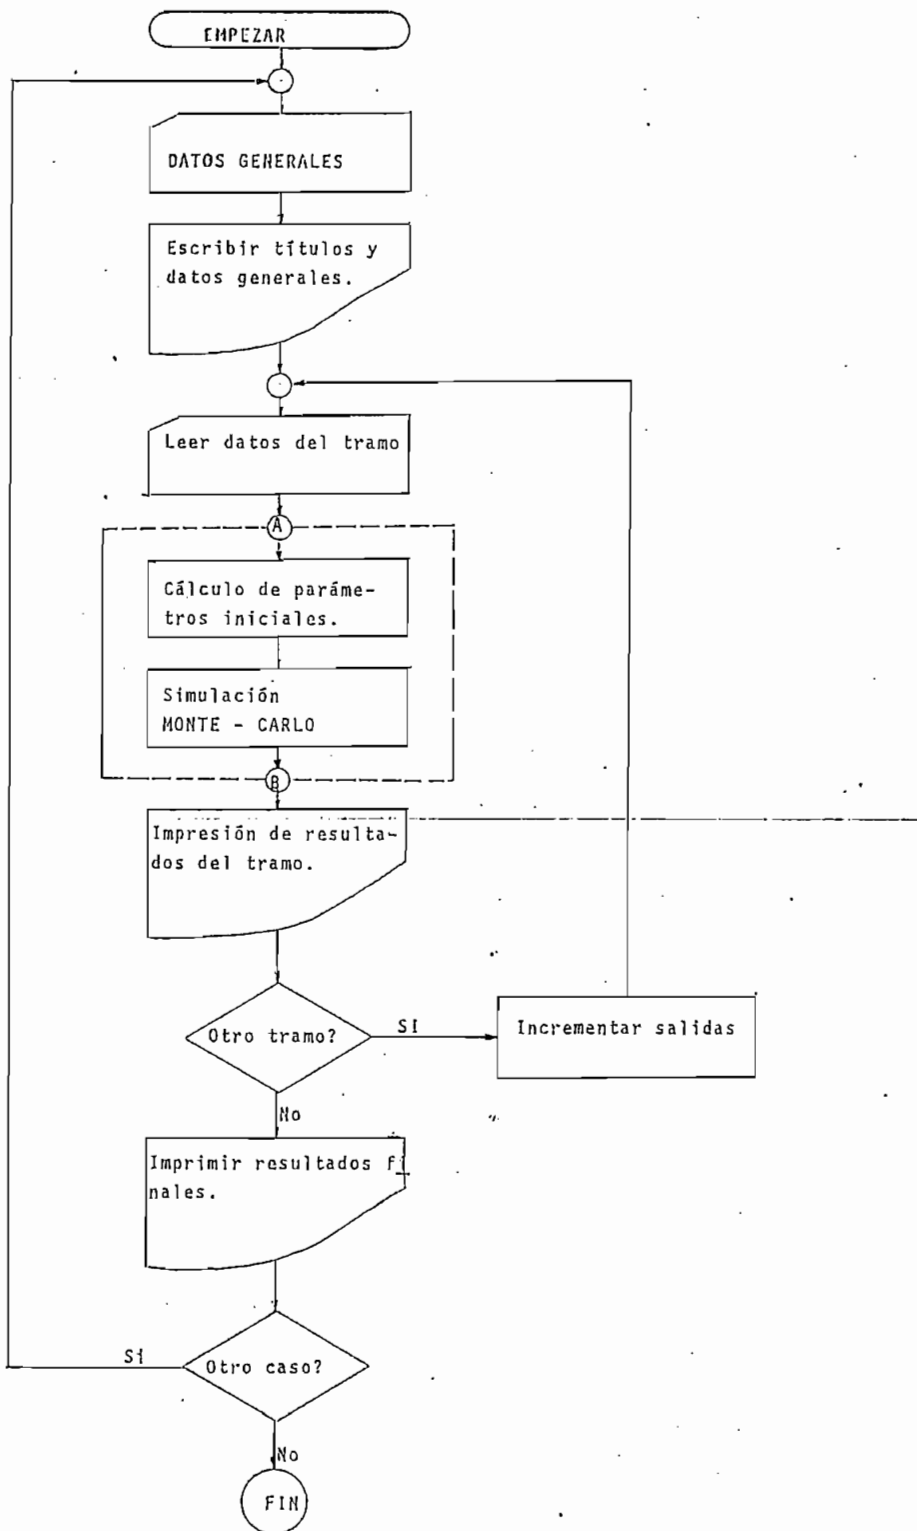 EMPEZAR
DATOS GENERALES
Escribir títulos y
datos generales.
Leer datos del tramo
A
Cálculo de paráme-
tros iniciales.
Simulación
MONTE - CARLO
B
Impresión de resulta-
dos del tramo.
Otro tramo?
SI
Incrementar salidas
No
Imprimir resultados fi
nales.
Otro caso?
Sí
No
FIN